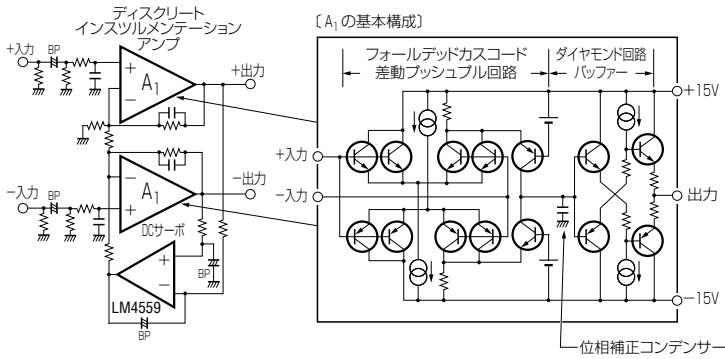 ディスクリート
インスツルメンテーション
アンプ
+入力
BP
A1
+出力
−入力
BP
A1
−出力
DCサーボ
BP
LM4559
BP
〔A1の基本構成〕
フォールデッドカスコード
差動プッシュプル回路
ダイヤモンド回路
バッファー
+15V
+入力
−入力
出力
−15V
位相補正コンデンサー